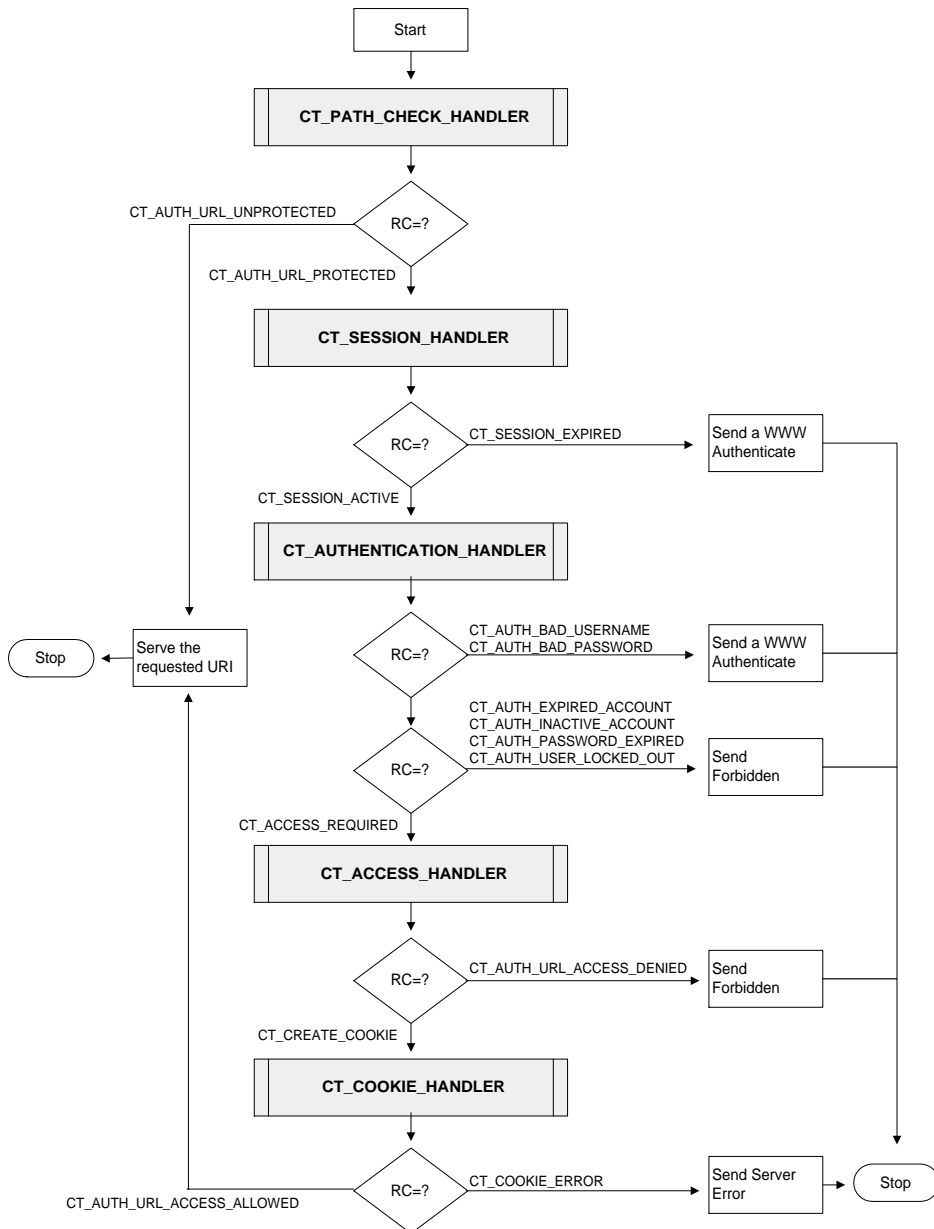 Start
CT_PATH_CHECK_HANDLER
CT_AUTH_URL_UNPROTECTED
RC=?
CT_AUTH_URL_PROTECTED
CT_SESSION_HANDLER
RC=?
CT_SESSION_EXPIRED
Send a WWW
Authenticate
CT_SESSION_ACTIVE
CT_AUTHENTICATION_HANDLER
Stop
Serve the
requested URI
RC=?
CT_AUTH_BAD_USERNAME
CT_AUTH_BAD_PASSWORD
Send a WWW
Authenticate
RC=?
CT_AUTH_EXPIRED_ACCOUNT
CT_AUTH_INACTIVE_ACCOUNT
CT_AUTH_PASSWORD_EXPIRED
CT_AUTH_USER_LOCKED_OUT
Send
Forbidden
CT_ACCESS_REQUIRED
CT_ACCESS_HANDLER
RC=?
CT_AUTH_URL_ACCESS_DENIED
Send
Forbidden
CT_CREATE_COOKIE
CT_COOKIE_HANDLER
CT_AUTH_URL_ACCESS_ALLOWED
RC=?
CT_COOKIE_ERROR
Send Server
Error
Stop